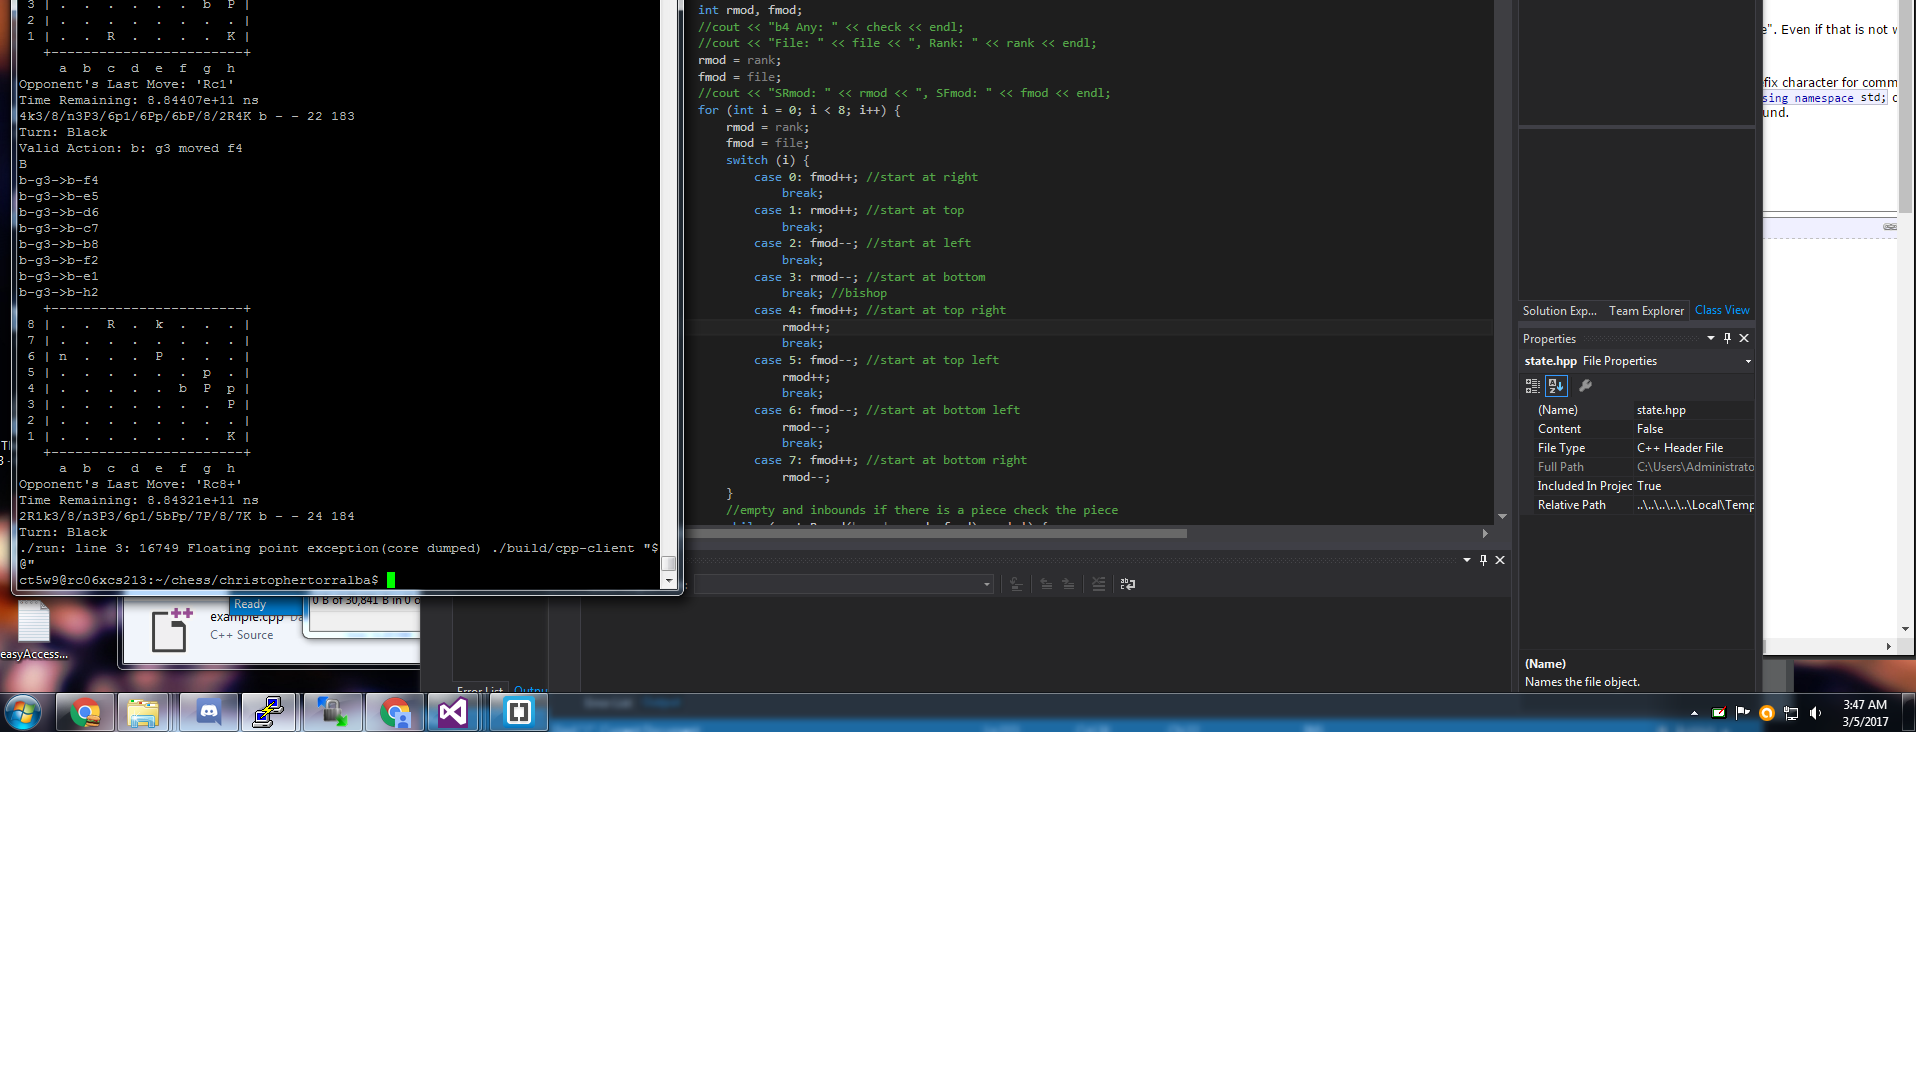 3 | . . . . . . b P |
2 | . . . . . . . . |
1 | . . R . . . . K |
+------------------------+
a b c d e f g h
Opponent's Last Move: 'Rc1'
Time Remaining: 8.84407e+11 ns
4k3/8/n3P3/6p1/6Pp/6bP/8/2R4K b - - 22 183
Turn: Black
Valid Action: b: g3 moved f4
B
b-g3->b-f4
b-g3->b-e5
b-g3->b-d6
b-g3->b-c7
b-g3->b-b8
b-g3->b-f2
b-g3->b-e1
b-g3->b-h2
+------------------------+
8 | . . R . k . . . |
7 | . . . . . . . . |
6 | n . . . P . . . |
5 | . . . . . . p . |
4 | . . . . . b P p |
3 | . . . . . . . P |
2 | . . . . . . . . |
1 | . . . . . . . K |
+------------------------+
a b c d e f g h
Opponent's Last Move: 'Rc8+'
Time Remaining: 8.84321e+11 ns
2R1k3/8/n3P3/6p1/5bPp/7P/8/7K b - - 24 184
Turn: Black
./run: line 3: 16749 Floating point exception(core dumped) ./build/cpp-client "$
@"
ct5w9@rc06xcs213:~/chess/christophertorralba$
int rmod, fmod;
//cout << "b4 Any: " << check << endl;
//cout << "File: " << file << ", Rank: " << rank << endl;
rmod = rank;
fmod = file;
//cout << "SRmod: " << rmod << ", SFmod: " << fmod << endl;
for (int i = 0; i < 8; i++) {
rmod = rank;
fmod = file;
switch (i) {
case 0: fmod++; //start at right
break;
case 1: rmod++; //start at top
break;
case 2: fmod--; //start at left
break;
case 3: rmod--; //start at bottom
break; //bishop
case 4: fmod++; //start at top right
rmod++;
break;
case 5: fmod--; //start at top left
rmod++;
break;
case 6: fmod--; //start at bottom left
rmod--;
break;
case 7: fmod++; //start at bottom right
rmod--;
}
//empty and inbounds if there is a piece check the piece
Solution Exp... Team Explorer Class View
Properties
state.hpp File Properties
(Name) state.hpp
Content False
File Type C++ Header File
Full Path C:\Users\Administrato
Included In Projec True
Relative Path ..\..\..\..\..\Local\Temp
(Name)
Names the file object.
e". Even if that is not w
fix character for comm
sing namespace std;
und.
Ready
0 B of 30,841 B in 0
example.cpp
C++ Source
easyAccess...
Error List
3:47 AM
3/5/2017